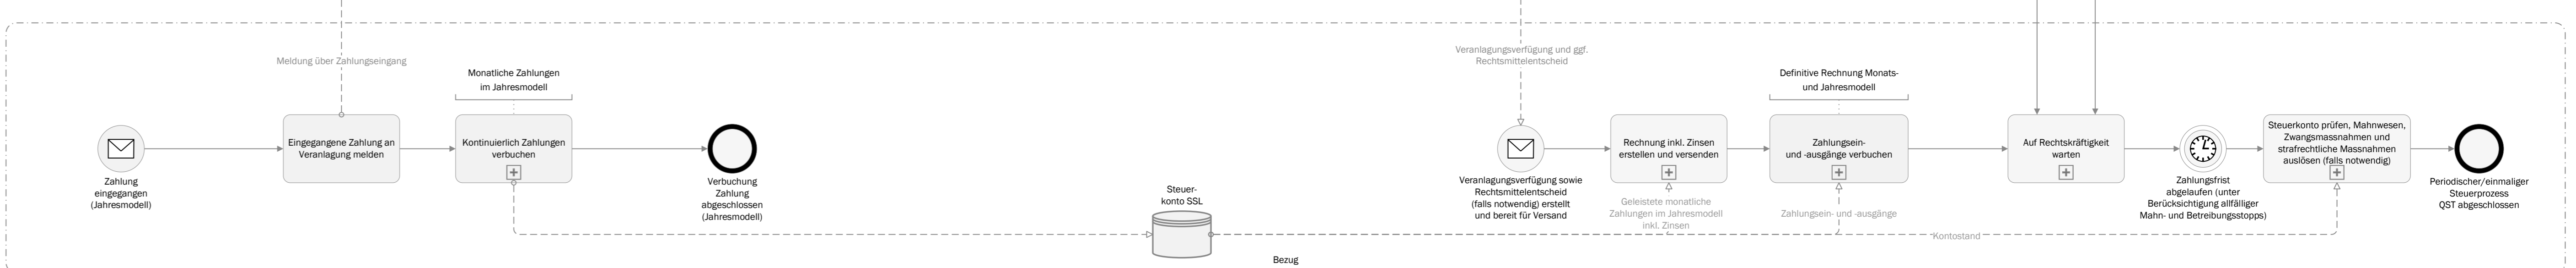 Meldung über Zahlungseingang
Monatliche Zahlungen
im Jahresmodell
Zahlung
eingegangen
(Jahresmodell)
Eingegangene Zahlung an
Veranlagung melden
Kontinuierlich Zahlungen
verbuchen
Verbuchung
Zahlung
abgeschlossen
(Jahresmodell)
Steuer-
konto SSL
Bezug
Veranlagungsverfügung und ggf.
Rechtsmittelentscheid
Veranlagungsverfügung sowie
Rechtsmittelentscheid
(falls notwendig) erstellt
und bereit für Versand
Rechnung inkl. Zinsen
erstellen und versenden
Geleistete monatliche
Zahlungen im Jahresmodell
inkl. Zinsen
Definitive Rechnung Monats-
und Jahresmodell
Zahlungsein-
und -ausgänge verbuchen
Zahlungsein- und -ausgänge
Kontostand
Auf Rechtskräftigkeit
warten
Zahlungsfrist
abgelaufen (unter
Berücksichtigung allfälliger
Mahn- und Betreibungsstopps)
Steuerkonto prüfen, Mahnwesen,
Zwangsmassnahmen und
strafrechtliche Massnahmen
auslösen (falls notwendig)
Periodischer/einmaliger
Steuerprozess
QST abgeschlossen